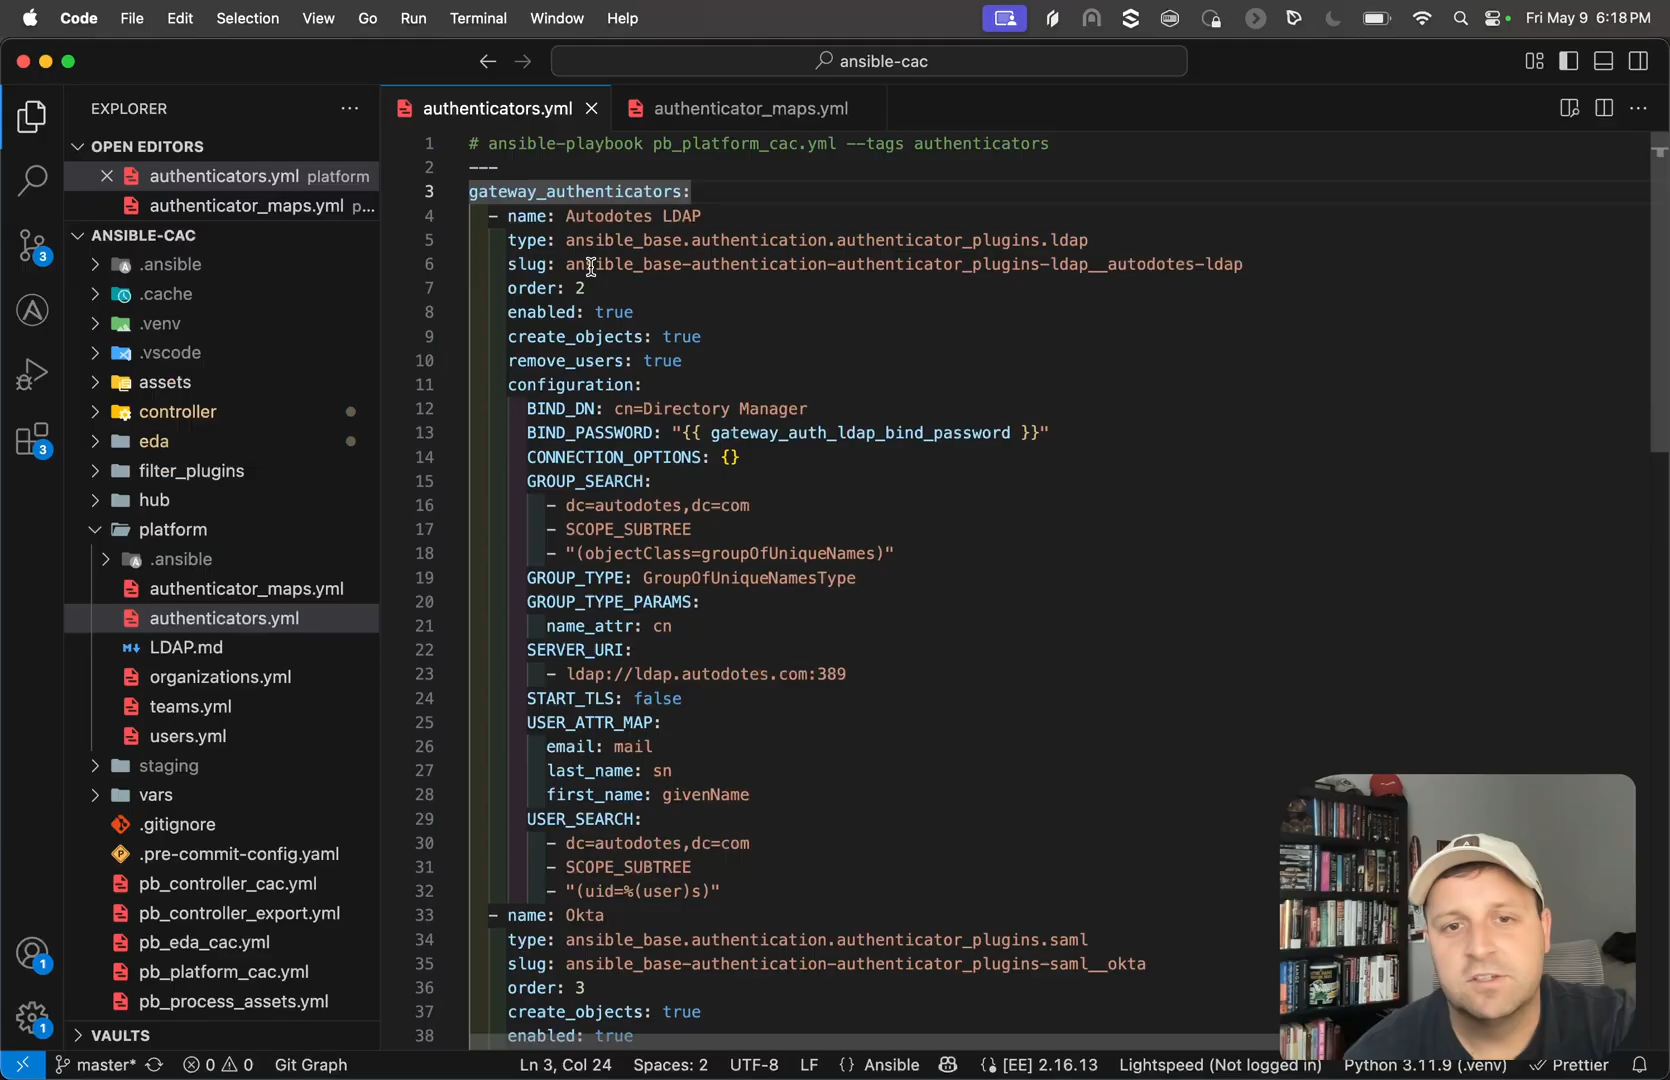 Code File Edit Selection View Go Run Terminal Window Help Fri May 9 6:18 PM
ansible-cac
EXPLORER
authenticators.yml
authenticator_maps.yml
OPEN EDITORS
authenticators.yml platform
authenticator_maps.yml p...
ANSIBLE-CAC
.ansible
.cache
.venv
.vscode
assets
controller
eda
filter_plugins
hub
platform
.ansible
authenticator_maps.yml
authenticators.yml
LDAP.md
organizations.yml
teams.yml
users.yml
staging
vars
.gitignore
.pre-commit-config.yaml
pb_controller_cac.yml
pb_controller_export.yml
pb_eda_cac.yml
pb_platform_cac.yml
pb_process_assets.yml
VAULTS
3
3
1
1
1 # ansible-playbook pb_platform_cac.yml --tags authenticators
2 ---
3 gateway_authenticators:
4 - name: Autodotes LDAP
5 type: ansible_base.authentication.authenticator_plugins.ldap
6 slug: ansible_base-authentication-authenticator_plugins-ldap__autodotes-ldap
7 order: 2
8 enabled: true
9 create_objects: true
10 remove_users: true
11 configuration:
12 BIND_DN: cn=Directory Manager
13 BIND_PASSWORD: "{{ gateway_auth_ldap_bind_password }}"
14 CONNECTION_OPTIONS: {}
15 GROUP_SEARCH:
16 - dc=autodotes,dc=com
17 - SCOPE_SUBTREE
18 - "(objectClass=groupOfUniqueNames)"
19 GROUP_TYPE: GroupOfUniqueNamesType
20 GROUP_TYPE_PARAMS:
21 name_attr: cn
22 SERVER_URI:
23 - ldap://ldap.autodotes.com:389
24 START_TLS: false
25 USER_ATTR_MAP:
26 email: mail
27 last_name: sn
28 first_name: givenName
29 USER_SEARCH:
30 - dc=autodotes,dc=com
31 - SCOPE_SUBTREE
32 - "(uid=%(user)s)"
33 - name: Okta
34 type: ansible_base.authentication.authenticator_plugins.saml
35 slug: ansible_base-authentication-authenticator_plugins-saml__okta
36 order: 3
37 create_objects: true
38 enabled: true
master* 0 0 Git Graph Ln 3, Col 24 Spaces: 2 UTF-8 LF {} Ansible [EE] 2.16.13 Lightspeed (Not logged in) Python 3.11.9 (.venv) Prettier